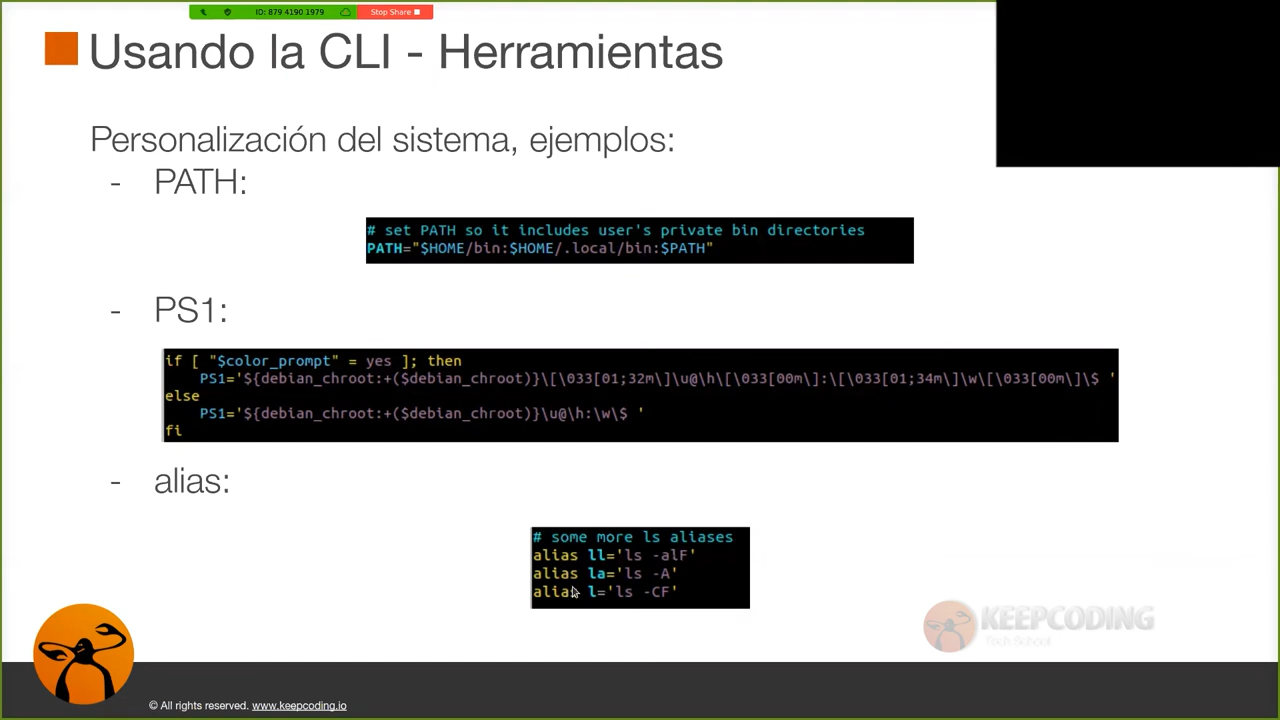 ID: 879 4190 1979 Stop Share
Usando la CLI - Herramientas
Personalización del sistema, ejemplos:
- PATH:
# set PATH so it includes user's private bin directories
PATH="$HOME/bin:$HOME/.local/bin:$PATH"
- PS1:
if [ "$color_prompt" = yes ]; then
PS1='${debian_chroot:+($debian_chroot)}\[\033[01;32m\]\u@\h\[\033[00m\]:\[\033[01;34m\]\w\[\033[00m\]\$ '
else
PS1='${debian_chroot:+($debian_chroot)}\u@\h:\w\$ '
fi
- alias:
# some more ls aliases
alias ll='ls -alF'
alias la='ls -A'
alias l='ls -CF'
KEEPCODING
Tech School
© All rights reserved. www.keepcoding.io